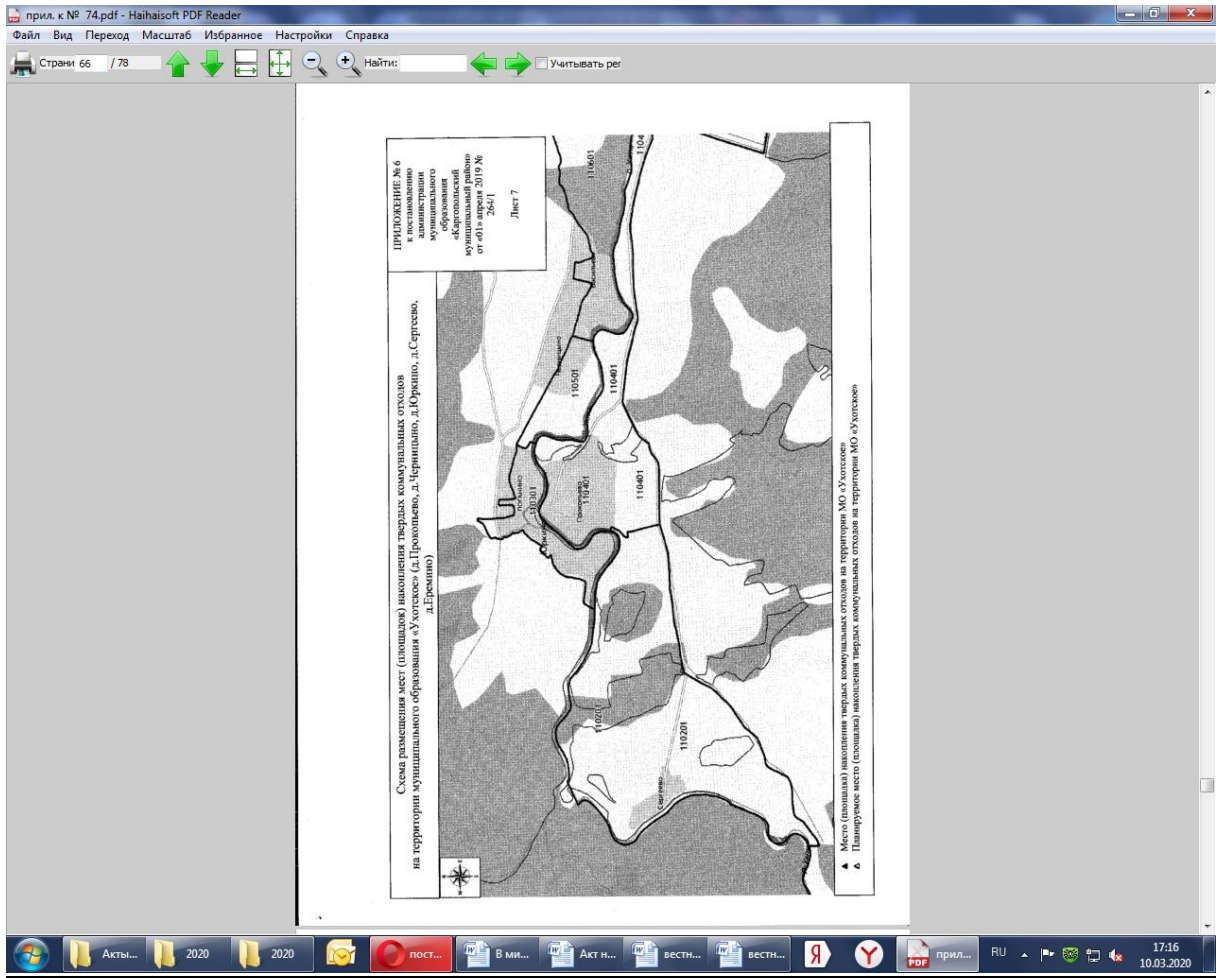 прил. к № 74.pdf - Haihaisoft PDF Reader
Файл Вид Переход Масштаб Избранное Настройки Справка
Страни 66 / 78 Найти: Учитывать рег
ПРИЛОЖЕНИЕ № 6
к постановлению
администрации
муниципального
образования
«Каргопольский
муниципальный район»
от «01» апреля 2019 №
264/1
Лист 7
Схема размещения мест (площадок) накопления твердых коммунальных отходов
на территории муниципального образования «Ухотское» (д.Прокопьево, д.Черницыно, д.Юркино, д.Сергеево,
д.Еремино)
110601
1104
110501
110401
110301
110401
110401
110201
110201
Сергеево
Место (площадка) накопления твердых коммунальных отходов на территории МО «Ухотское»
Планируемое место (площадка) накопления твердых коммунальных отходов на территории МО «Ухотское»
Акты... 2020 2020 пост... В ми... Акт н... вестн... вестн... Я Y прил... RU 17:16
10.03.2020